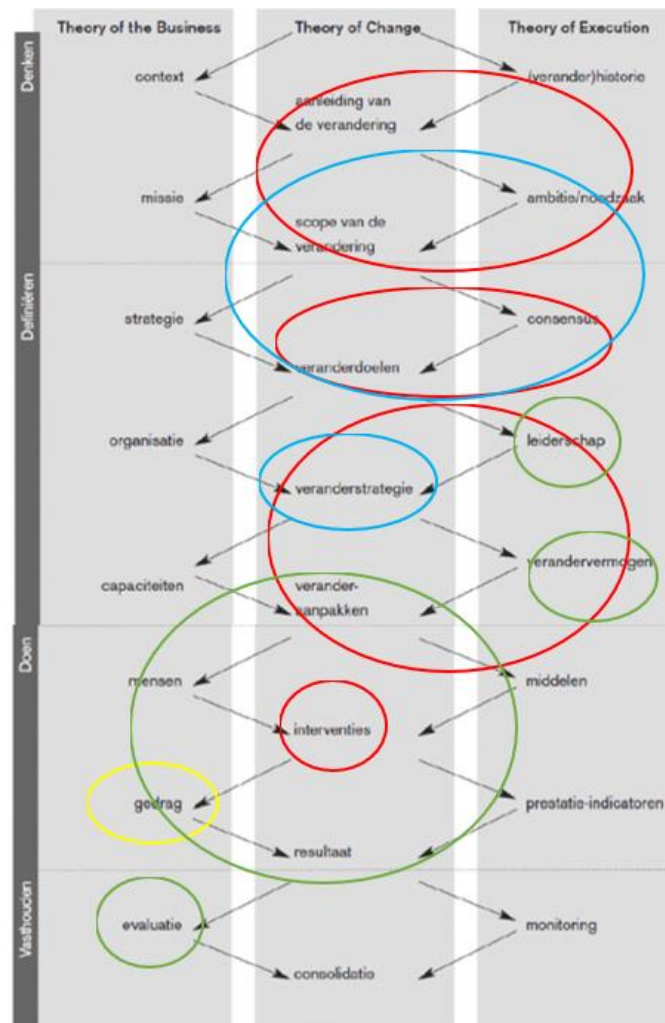 Theory of the Business
Theory of Change
Theory of Execution
Denken
context
(verander)historie
aanleiding van
de verandering
missie
ambitie/noodzaak
scope van de
verandering
Definiëren
strategie
consensus
veranderdoelen
organisatie
leiderschap
veranderstrategie
capaciteiten
verandervermogen
verander-
aanpakken
Doen
mensen
middelen
interventies
gedrag
prestatie-indicatoren
resultaat
Vasthouden
evaluatie
monitoring
consolidatie